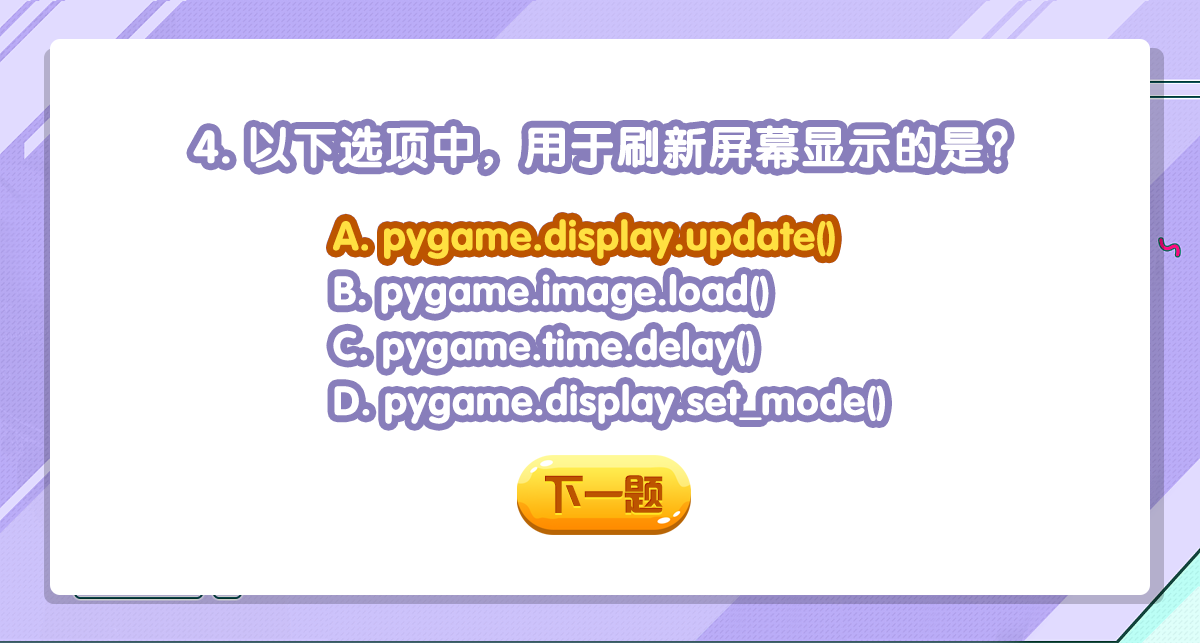 4. 以下选项中，用于刷新屏幕显示的是？
A. pygame.display.update()
B. pygame.image.load()
C. pygame.time.delay()
D. pygame.display.set_mode()
下一题